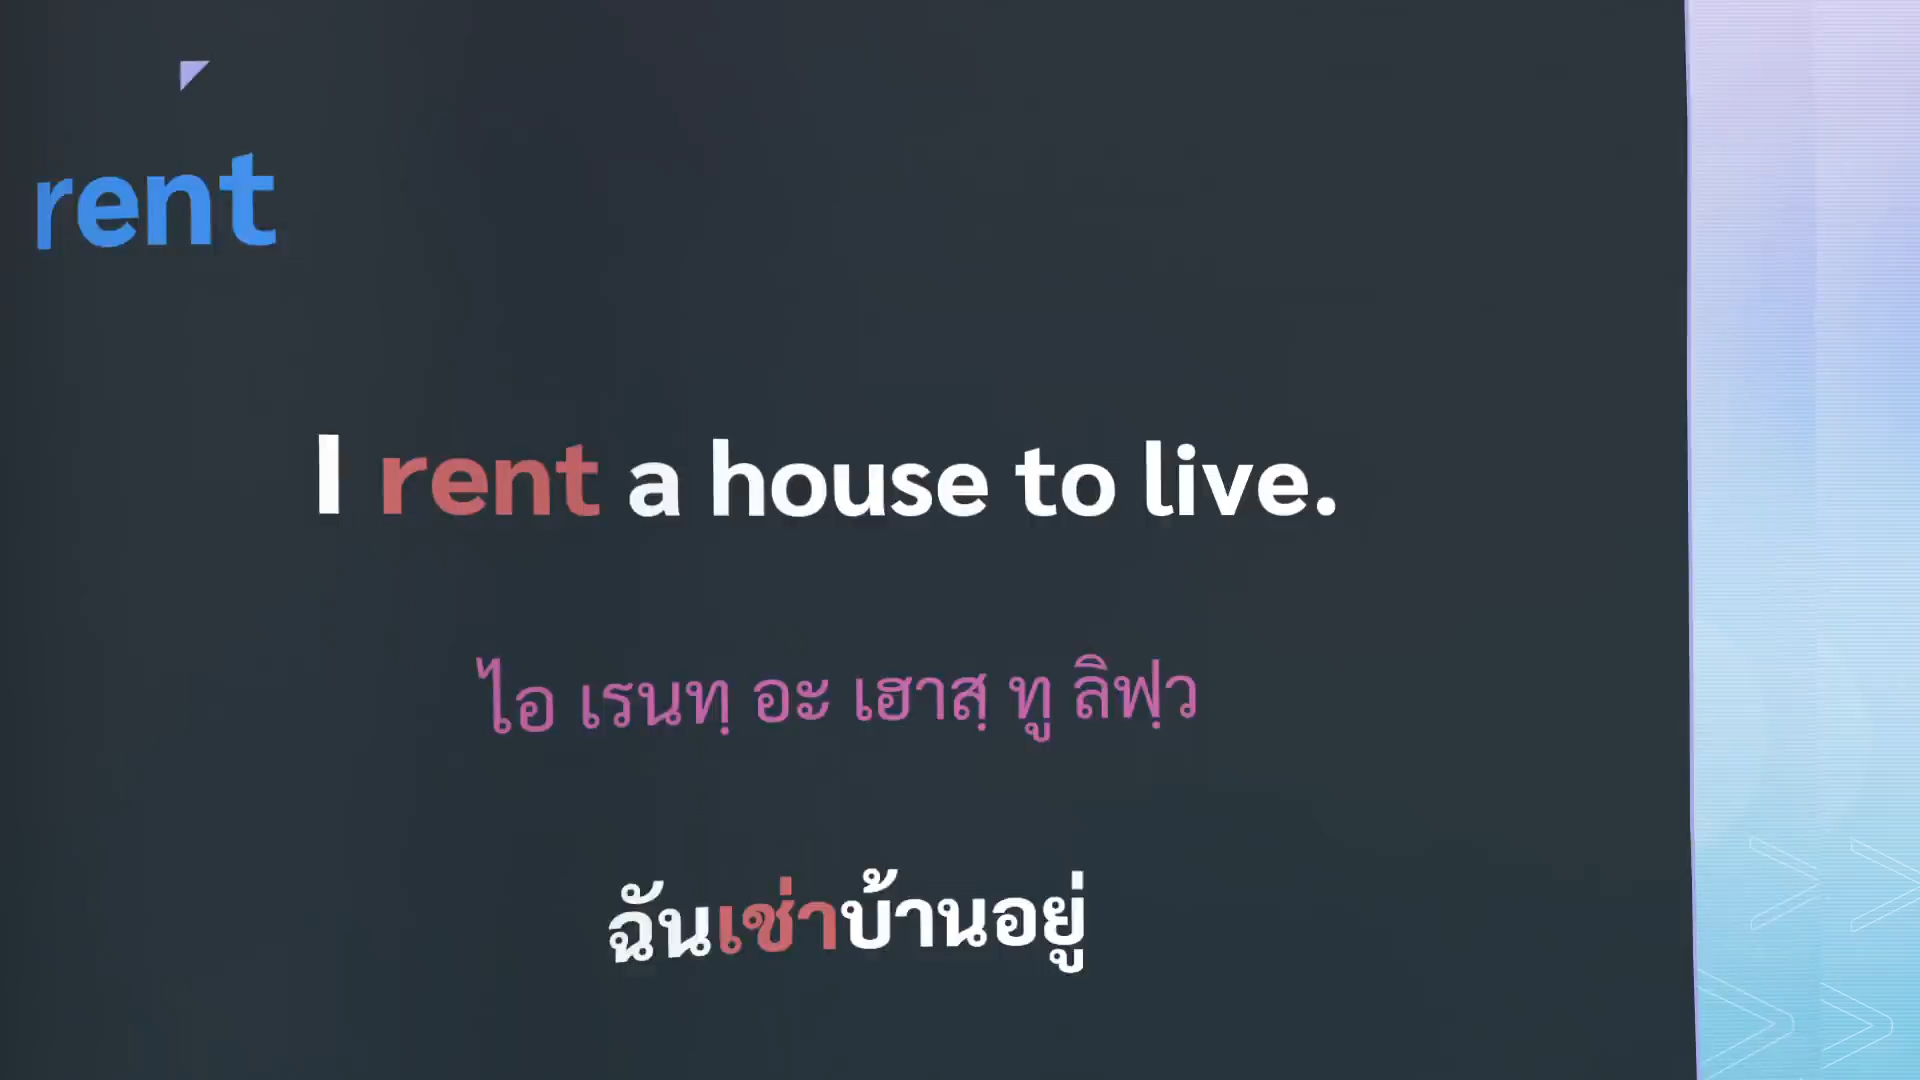 rent
I rent a house to live.
ไอ เรนทฺ อะ เฮาสฺ ทู ลิฟฺว
ฉันเช่าบ้านอยู่